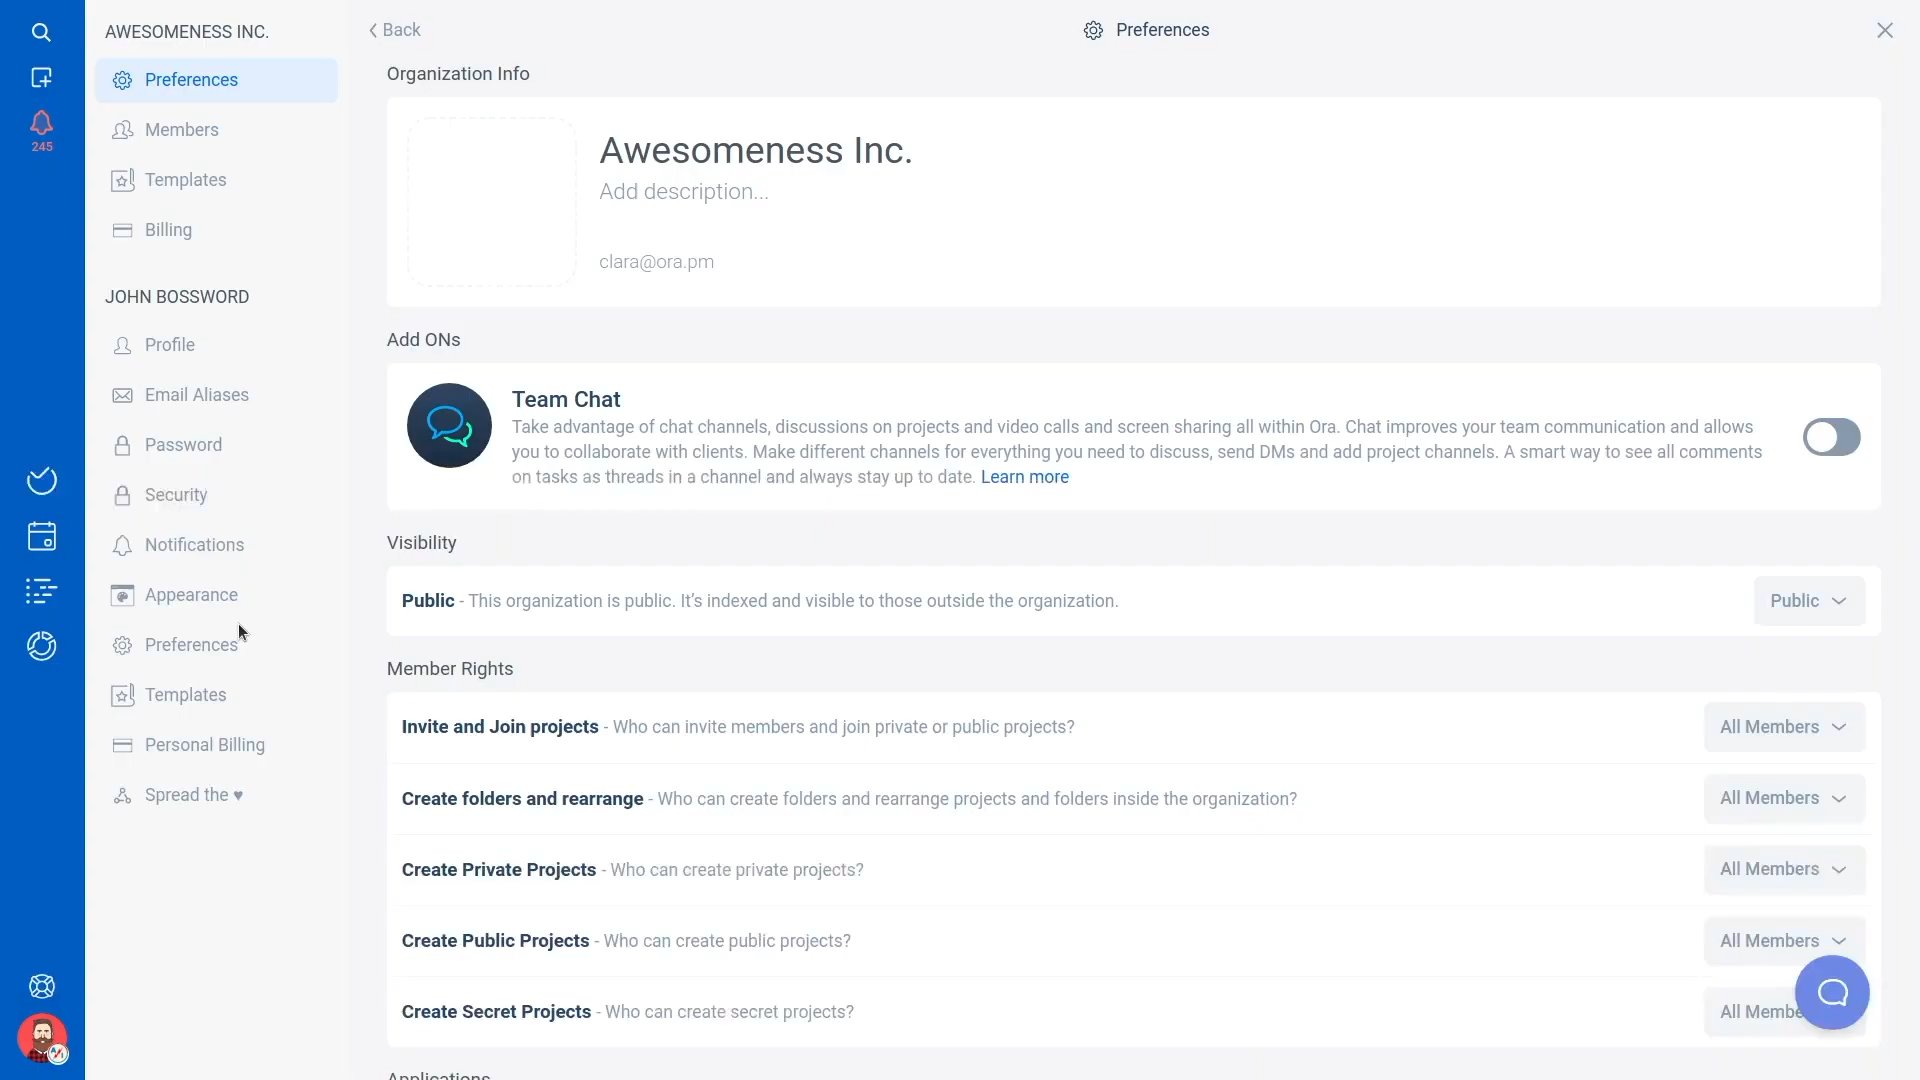 AWESOMENESS INC.
Preferences
Members
Templates
Billing
JOHN BOSSWORD
Profile
Email Aliases
Password
Security
Notifications
Appearance
Preferences
Templates
Personal Billing
Spread the ♥
245
Back
Preferences
Organization Info
Awesomeness Inc.
Add description...
clara@ora.pm
Add ONs
Team Chat
Take advantage of chat channels, discussions on projects and video calls and screen sharing all within Ora. Chat improves your team communication and allows
you to collaborate with clients. Make different channels for everything you need to discuss, send DMs and add project channels. A smart way to see all comments
on tasks as threads in a channel and always stay up to date. Learn more
Visibility
Public - This organization is public. It’s indexed and visible to those outside the organization.
Public
Member Rights
Invite and Join projects - Who can invite members and join private or public projects?
All Members
Create folders and rearrange - Who can create folders and rearrange projects and folders inside the organization?
All Members
Create Private Projects - Who can create private projects?
All Members
Create Public Projects - Who can create public projects?
All Members
Create Secret Projects - Who can create secret projects?
All Membe
Applications